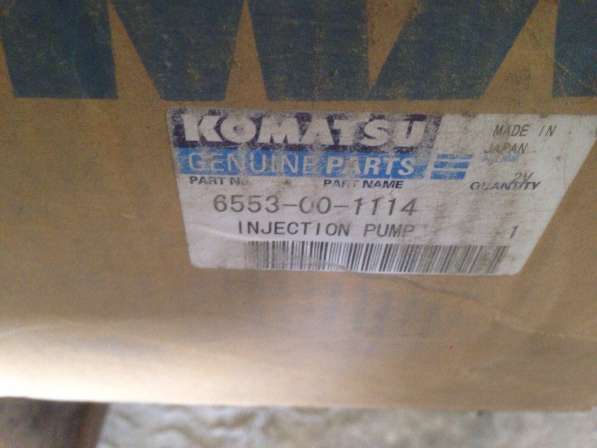 KOMATSU
MADE IN
JAPAN
GENUINE PARTS
PART NO.
PART NAME
QUANTITY
6553-00-1114
INJECTION PUMP
1